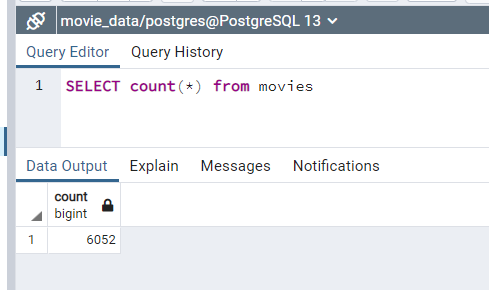 movie_data/postgres@PostgreSQL 13
Query Editor Query History
1 SELECT count(*) from movies
Data Output Explain Messages Notifications
count
bigint
1 6052